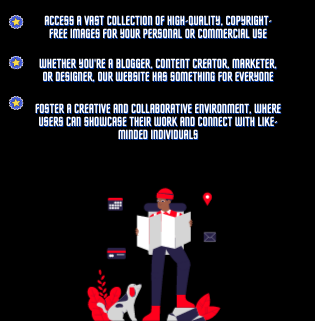 ACCESS A VAST COLLECTION OF HIGH-QUALITY, COPYRIGHT-
FREE IMAGES FOR YOUR PERSONAL OR COMMERCIAL USE
WHETHER YOU'RE A BLOGGER, CONTENT CREATOR, MARKETER,
OR DESIGNER, OUR WEBSITE HAS SOMETHING FOR EVERYONE
FOSTER A CREATIVE AND COLLABORATIVE ENVIRONMENT, WHERE
USERS CAN SHOWCASE THEIR WORK AND CONNECT WITH LIKE-
MINDED INDIVIDUALS